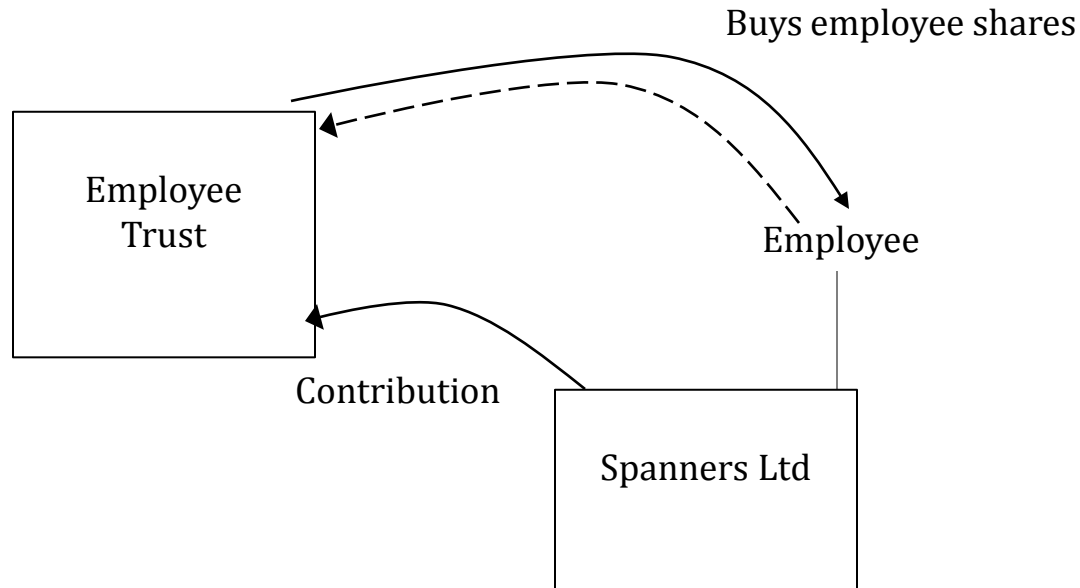 Buys employee shares
Employee
Trust
Employee
Contribution
Spanners Ltd